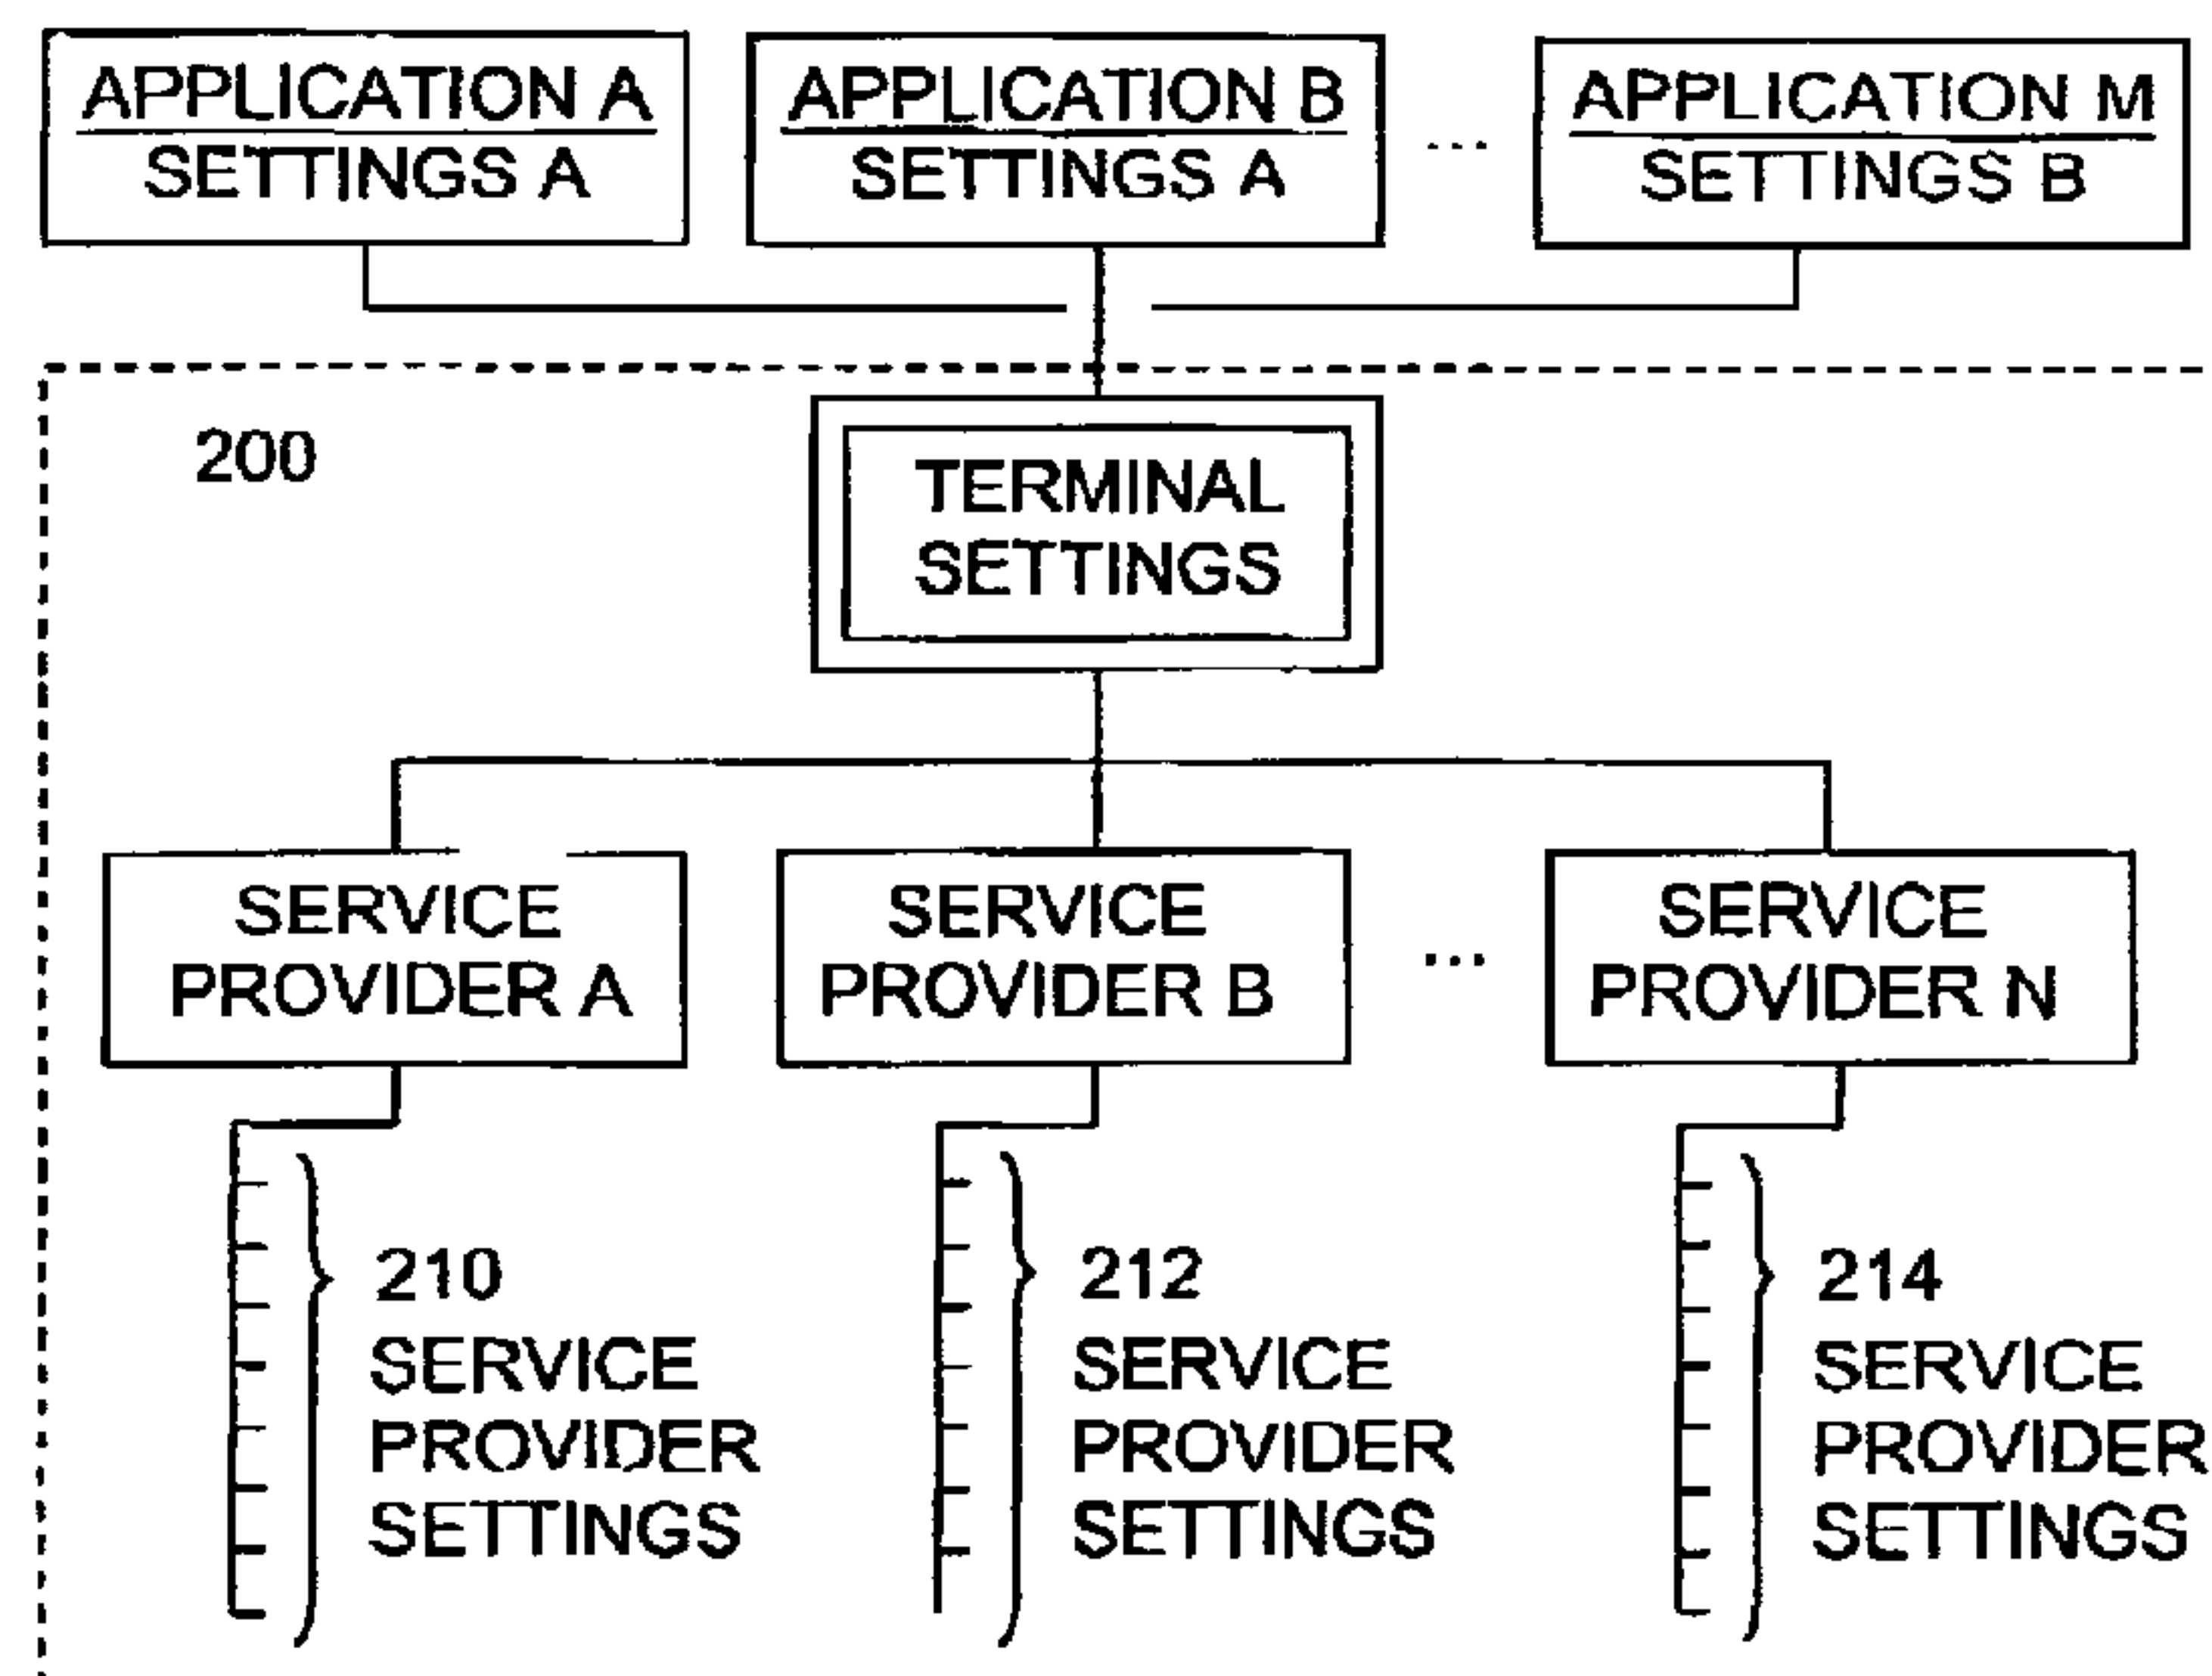 APPLICATION A
SETTINGS A
APPLICATION B
SETTINGS A
...
APPLICATION M
SETTINGS B
200
TERMINAL
SETTINGS
SERVICE
PROVIDER A
SERVICE
PROVIDER B
...
SERVICE
PROVIDER N
210
SERVICE
PROVIDER
SETTINGS
212
SERVICE
PROVIDER
SETTINGS
214
SERVICE
PROVIDER
SETTINGS